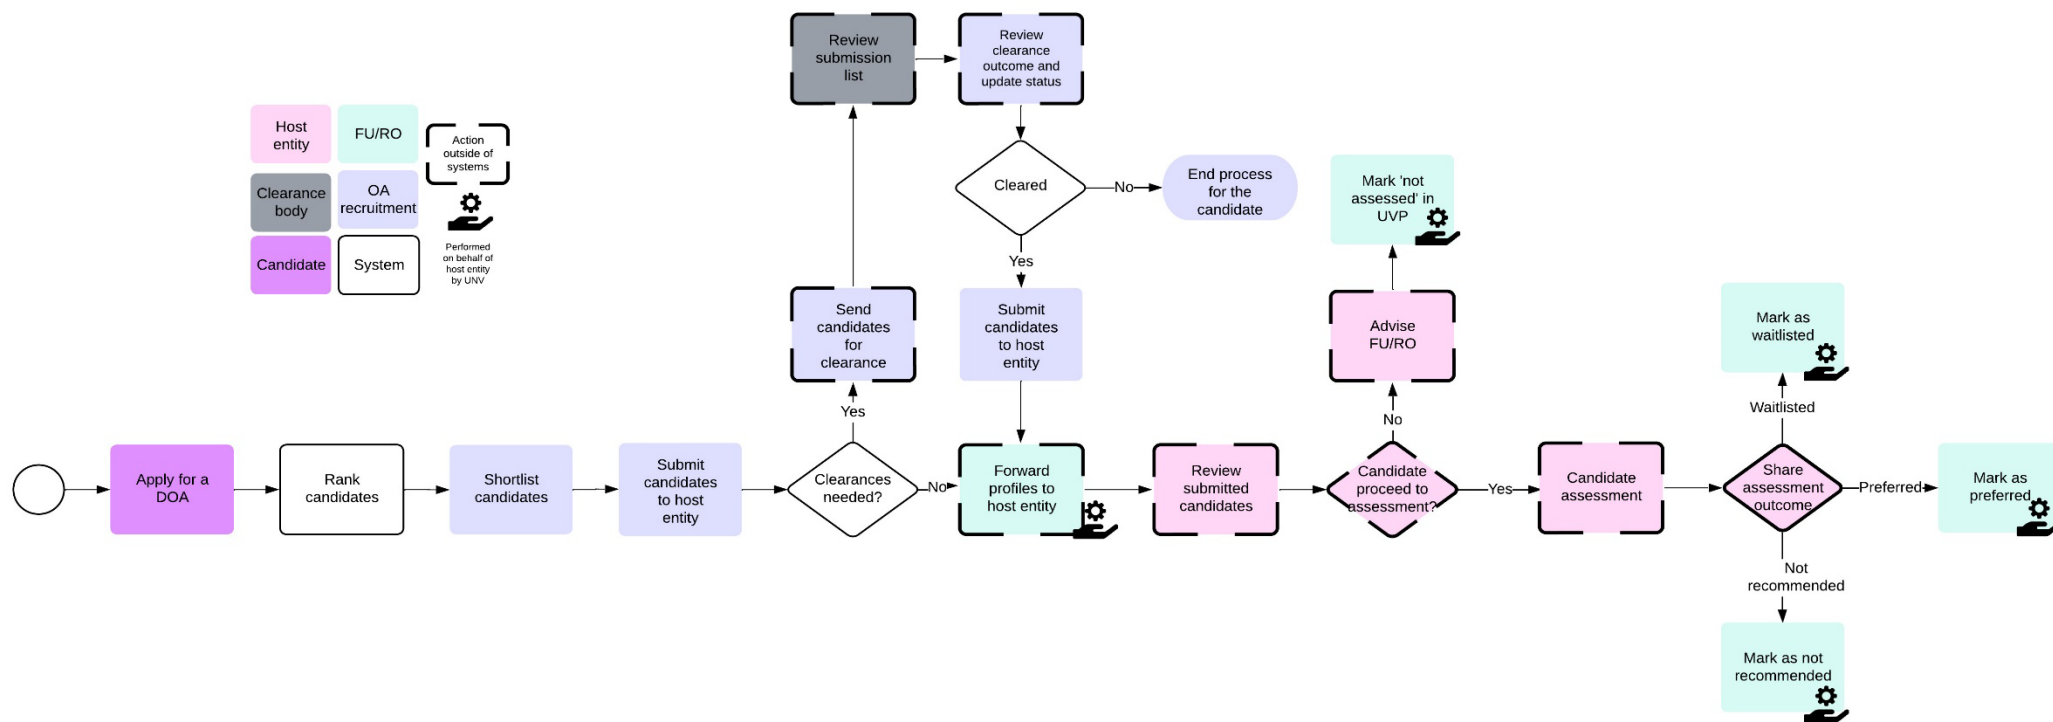 Review
submission
list
Review
clearance
outcome and
update status
Host
entity
FU/RO
Action
outside of
systems
Clearance
body
OA
recruitment
Candidate
System
Performed
on behalf of
host entity
by UNV
Cleared
No
End process
for the
candidate
Mark 'not
assessed' in
UVP
Yes
Send
candidates
for
clearance
Submit
candidates
to host
entity
Advise
FU/RO
Mark as
waitlisted
Yes
No
Waitlisted
Apply for a
DOA
Rank
candidates
Shortlist
candidates
Submit
candidates
to host
entity
Clearances
needed?
No
Forward
profiles to
host entity
Review
submitted
candidates
Candidate
proceed to
assessment?
Yes
Candidate
assessment
Share
assessment
outcome
Preferred
Mark as
preferred
Not
recommended
Mark as not
recommended